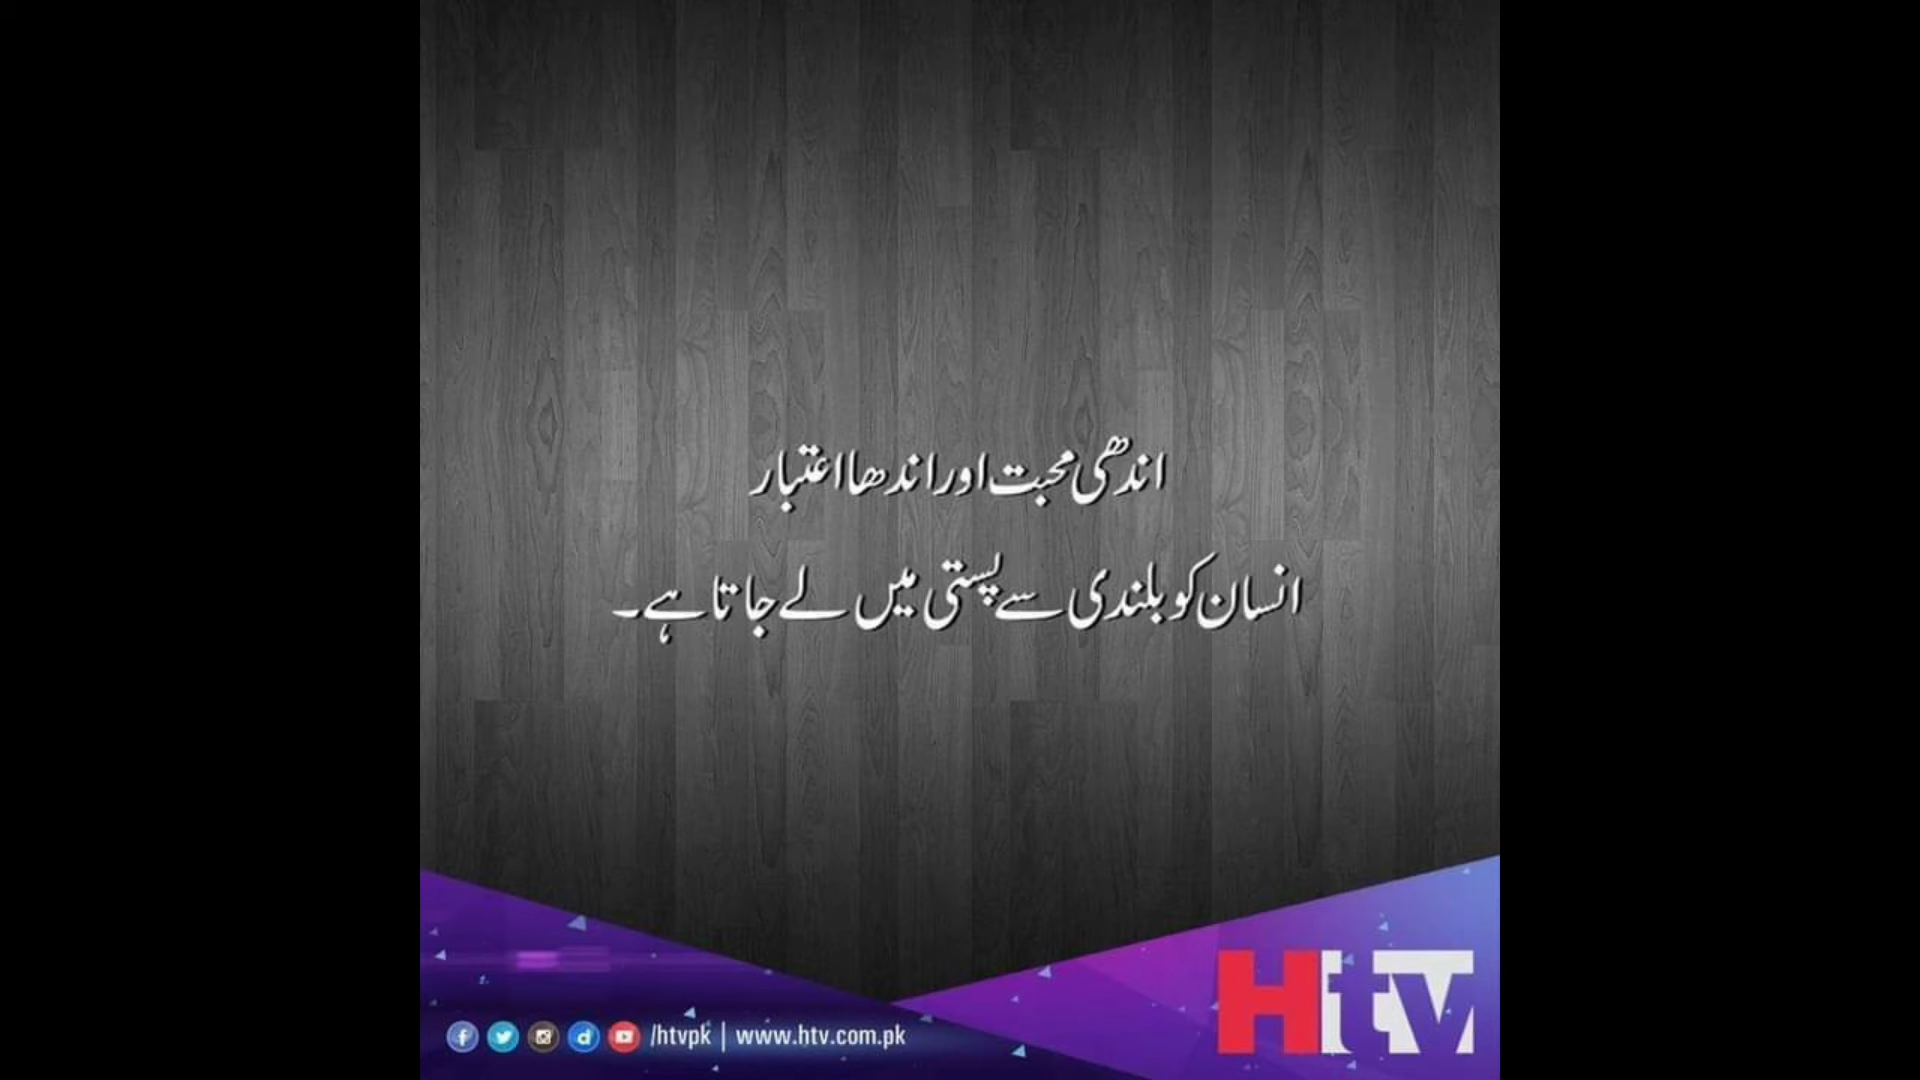 اندھی محبت اور اندھا اعتبار
انسان کو بلندی سے پستی میں لے جاتا ہے۔
/htvpk | www.htv.com.pk
Htv